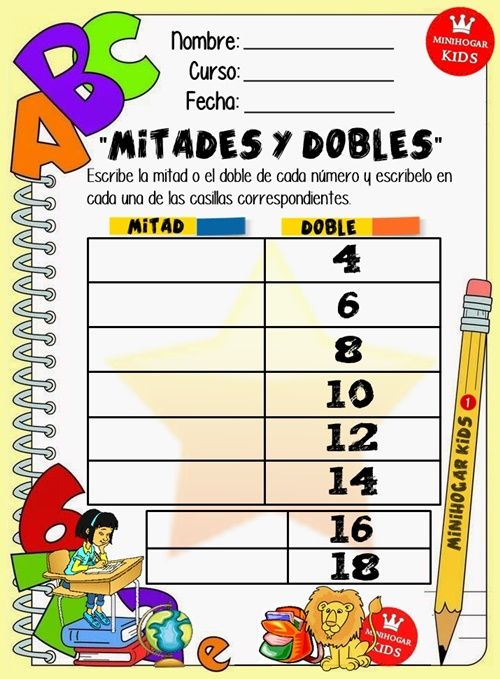 ABC
Nombre:
Curso:
Fecha:
MINIHOGAR
KIDS
"MITADES Y DOBLES"
Escribe la mitad o el doble de cada número y escribelo en
cada una de las casillas correspondientes.
MITAD DOBLE
4
6
8
10
12
14
16
18
MINIHOGAR KIDS 1
6
e
MINIHOGAR
KIDS